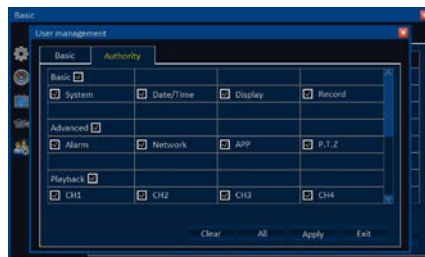 Basic
User management
Basic Authority
Basic
System Date/Time Display Record
Advanced
Alarm Network APP P.T.Z
Playback
CH1 CH2 CH3 CH4
Clear All Apply Exit